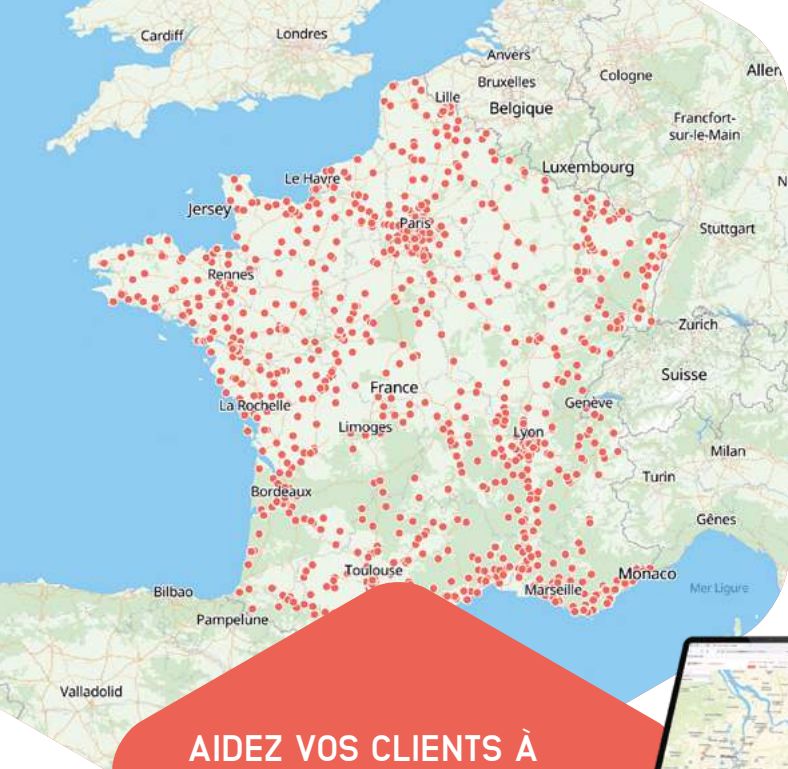 Cardiff
Londres
Anvers
Bruxelles
Cologne
Lille
Belgique
Francfort-
sur-le-Main
Luxembourg
Le Havre
Jersey
Paris
Stuttgart
Rennes
Zurich
Suisse
France
La Rochelle
Genève
Limoges
Lyon
Milan
Turin
Bordeaux
Gênes
Toulouse
Monaco
Bilbao
Marseille
Mer Ligure
Pampelune
Valladolid
AIDEZ VOS CLIENTS À